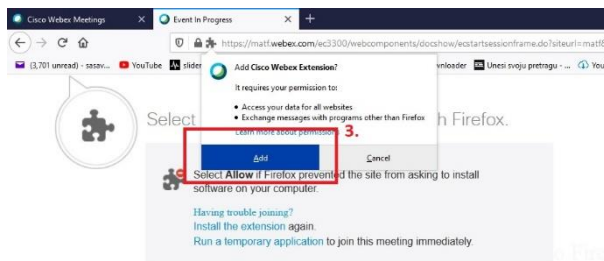 Cisco Webex Meetings
Event In Progress
https://matf.webex.com/ec3300/webcomponents/docshow/ecstartsessionframe.do?siteurl=matf&
(3,701 unread) - sasav...
YouTube
slider
vnloader
Unesi svoju pretragu - ...
You
Add Cisco Webex Extension?
It requires your permission to:
• Access your data for all websites
• Exchange messages with programs other than Firefox
Learn more about permissions
3.
Add
Cancel
Select
h Firefox.
Select Allow if Firefox prevented the site from asking to install
software on your computer.
Having trouble joining?
Install the extension again.
Run a temporary application to join this meeting immediately.